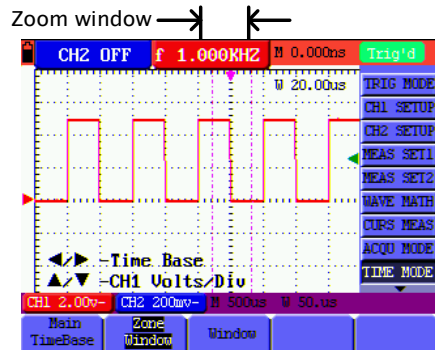 Zoom window
CH2 OFF f 1.000KHZ M 0.000ns Trig'd
W 20.00us
TRIG MODE
CH1 SETUP
CH2 SETUP
MEAS SET1
MEAS SET2
WAVE MATH
CURS MEAS
ACQU MODE
TIME MODE
◄/► -Time Base
▲/▼ -CH1 Volts/Div
CH1 2.00v- CH2 200mv- M 500us W 50.us
Main TimeBase
Zone Window
Window